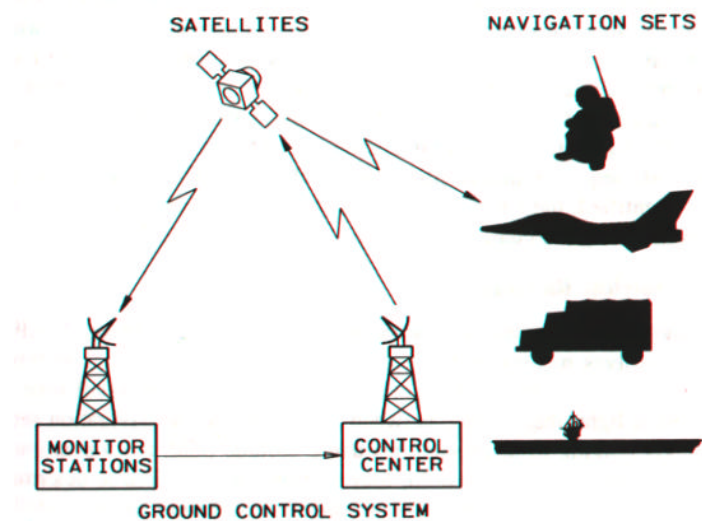 SATELLITES
NAVIGATION SETS
MONITOR
STATIONS
CONTROL
CENTER
GROUND CONTROL SYSTEM